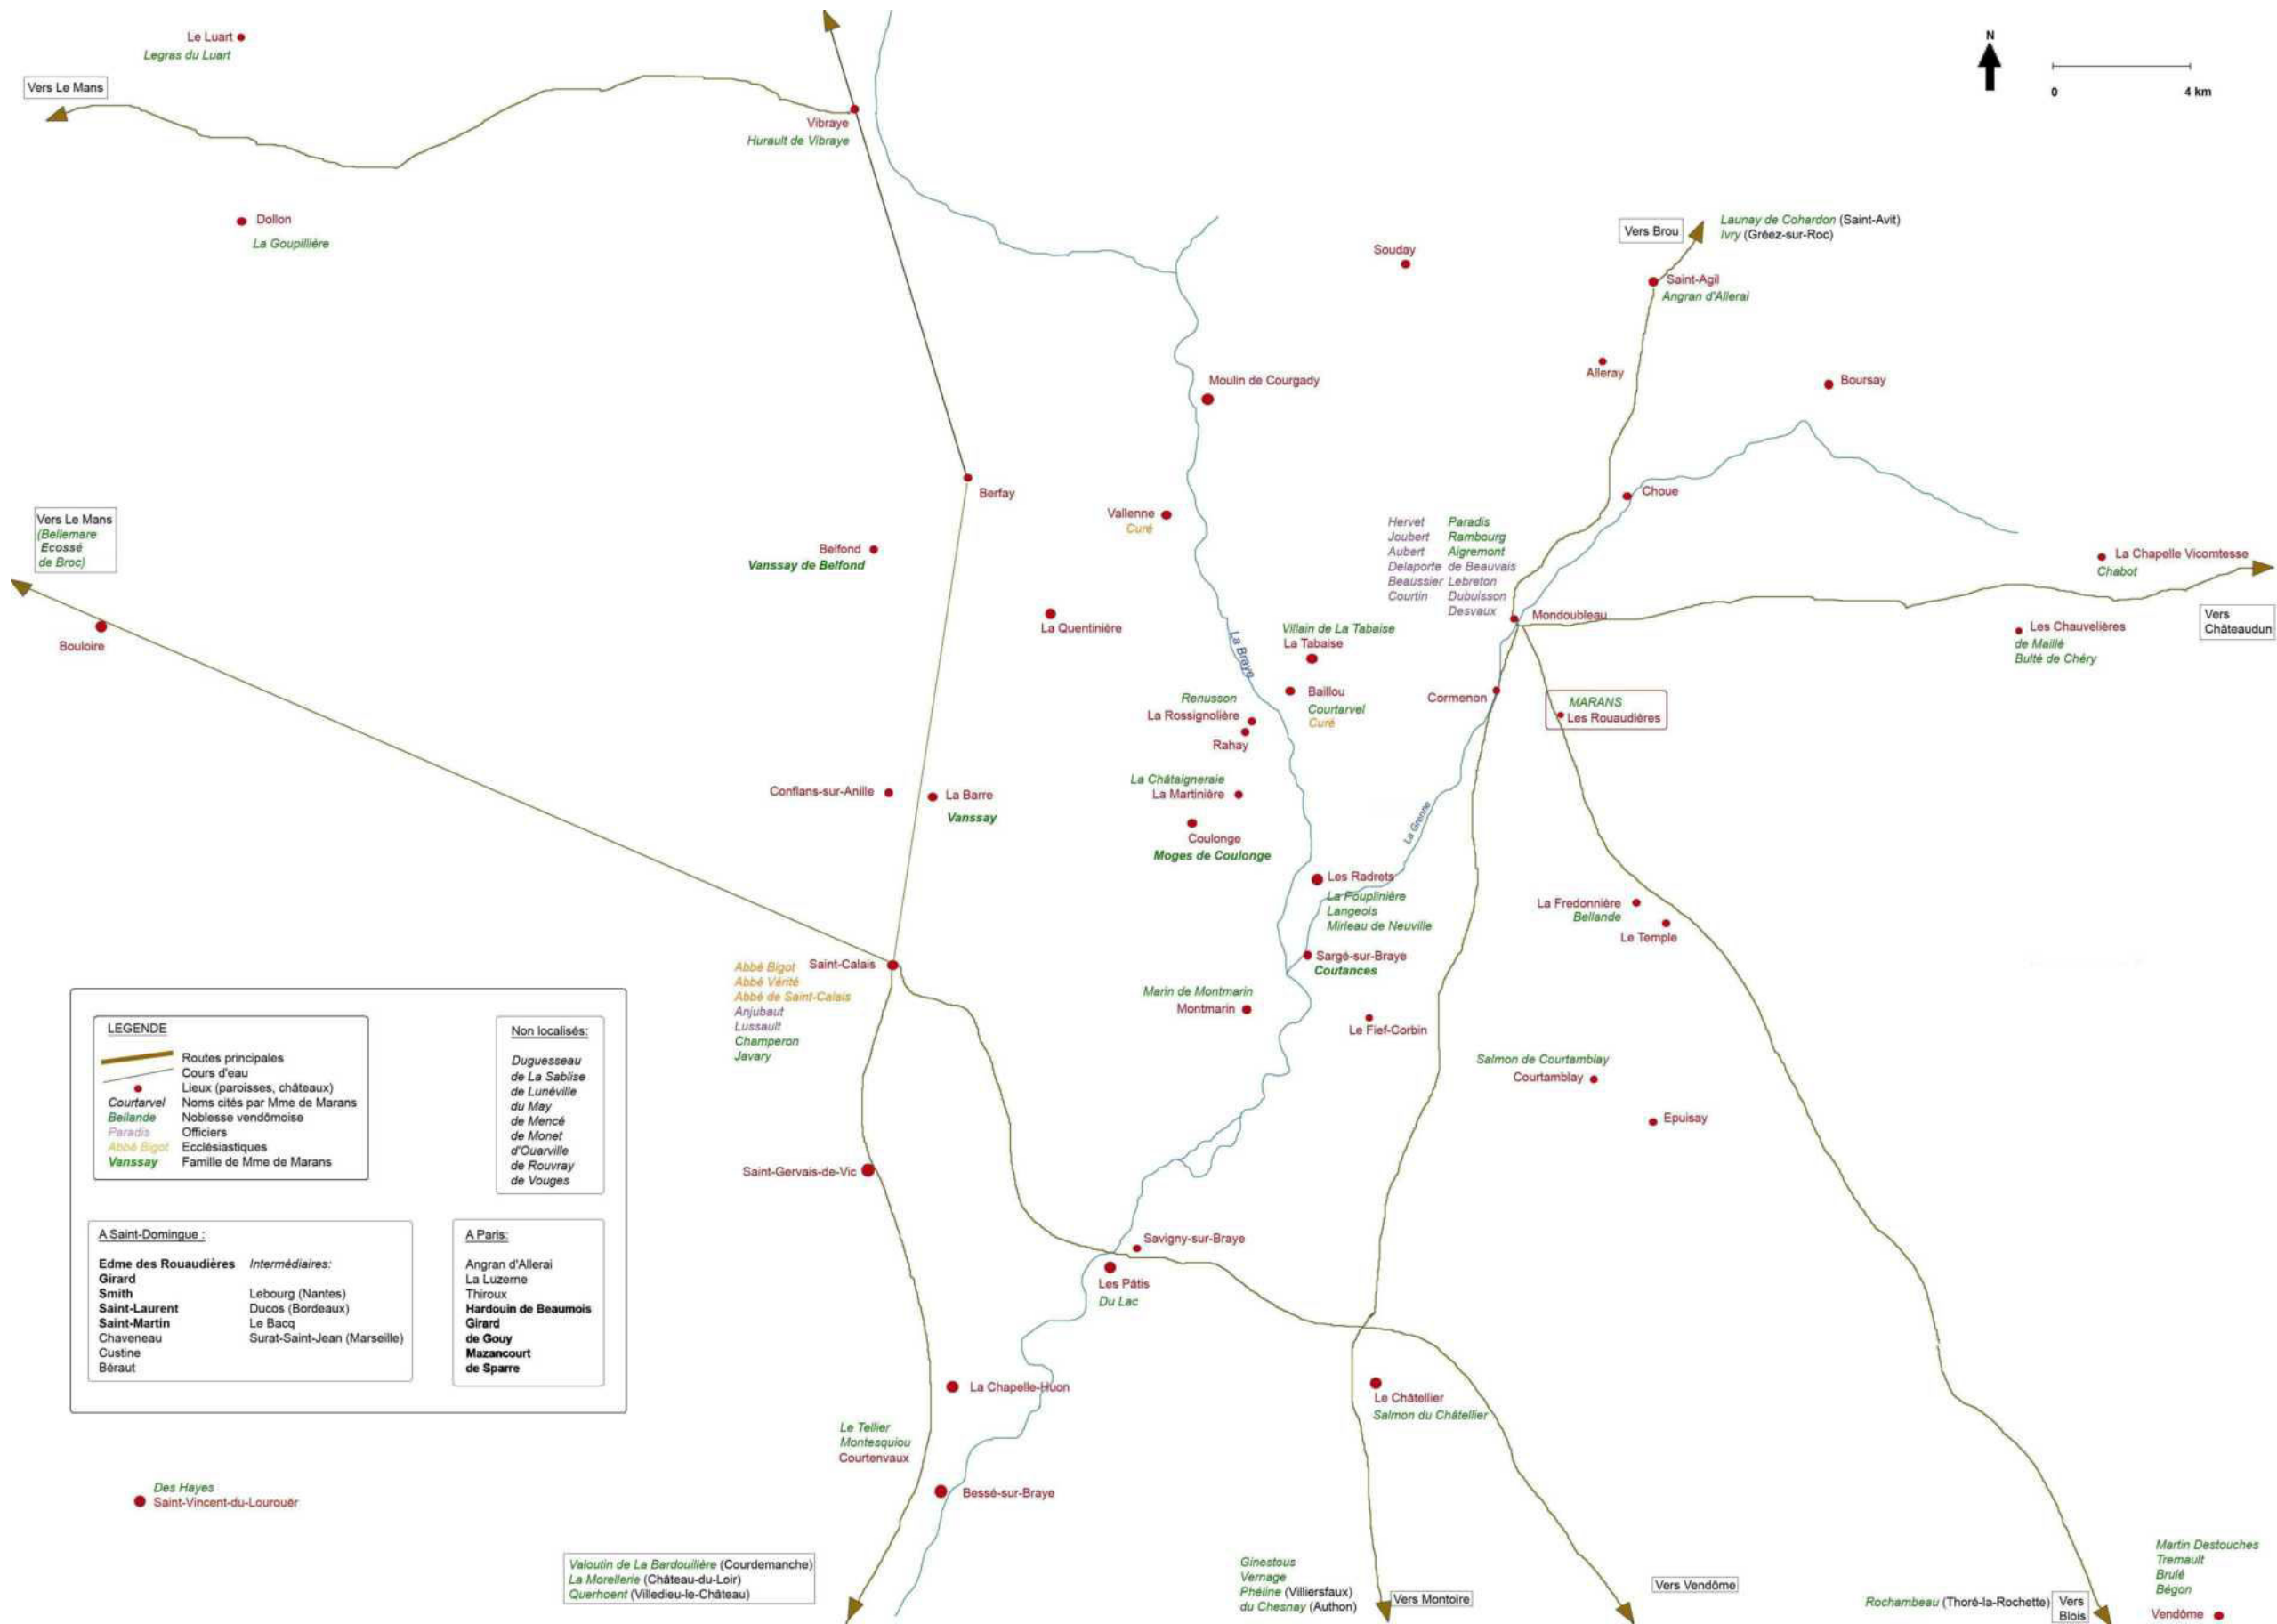 Le Luart
Legras du Luart
Vers Le Mans
Vibraye
Hurault de Vibraye
N
0 4 km
Dollon
La Goupillière
Souday
Vers Brou
Launay de Cohardon (Saint-Avit)
Ivry (Gréez-sur-Roc)
Saint-Agil
Angran d'Allerai
Alleray
Boursay
Moulin de Courgady
Berfay
Choue
Vers Le Mans
(Bellemare
Ecossé
de Broc)
Vallenne
Curé
Belfond
Vanssay de Belfond
Hervet Paradis
Joubert Rambourg
Aubert Aigremont
Delaporte de Beauvais
Beaussier Lebreton
Courtin Dubuisson
Desvaux
La Chapelle Vicomtesse
Chabot
Mondoubleau
Vers
Châteaudun
Les Chauvelières
de Maillé
Bulté de Chéry
Bouloire
La Quentinière
La Braye
Villain de La Tabaise
La Tabaise
Baillou
Courtarvel
Curé
Renusson
La Rossignolière
Rahay
Cormenon
MARANS
Les Rouaudières
Conflans-sur-Anille
La Barre
Vanssay
La Châtaigneraie
La Martinière
Coulonge
Moges de Coulonge
La Grenne
Les Radrets
La Pouplinière
Langeois
Mirleau de Neuville
La Fredonnière
Bellande
Le Temple
Sargé-sur-Braye
Coutances
Saint-Calais
Abbé Bigot
Abbé Vérité
Abbé de Saint-Calais
Anjubaut
Lussault
Champeron
Javary
Marin de Montmarin
Montmarin
Le Fief-Corbin
Salmon de Courtamblay
Courtamblay
Epuisay
LEGENDE
Routes principales
Cours d'eau
Lieux (paroisses, châteaux)
Courtarvel Noms cités par Mme de Marans
Bellande Noblesse vendômoise
Paradis Officiers
Abbé Bigot Ecclésiastiques
Vanssay Famille de Mme de Marans
Non localisés:
Duguesseau
de La Sablise
de Lunéville
du May
de Mencé
de Monet
d'Ouarville
de Rouvray
de Vouges
A Saint-Domingue :
Edme des Rouaudières Intermédiaires:
Girard
Smith Lebourg (Nantes)
Saint-Laurent Ducos (Bordeaux)
Saint-Martin Le Bacq
Chaveneau Surat-Saint-Jean (Marseille)
Custine
Béraut
A Paris:
Angran d'Allerai
La Luzerne
Thiroux
Hardouin de Beaumois
Girard
de Gouy
Mazancourt
de Sparre
Saint-Gervais-de-Vic
Savigny-sur-Braye
Les Pâtis
Du Lac
La Chapelle-Huon
Le Châtellier
Salmon du Châtellier
Le Tellier
Montesquiou
Courtenvaux
Bessé-sur-Braye
Des Hayes
Saint-Vincent-du-Lourouër
Valoutin de La Bardouillère (Courdemanche)
La Morellerie (Château-du-Loir)
Querhoent (Villedieu-le-Château)
Ginestous
Vernage
Phéline (Villiersfaux)
du Chesnay (Authon)
Vers Montoire
Vers Vendôme
Rochambeau (Thoré-la-Rochette)
Vers
Blois
Martin Destouches
Tremault
Brulé
Bégon
Vendôme